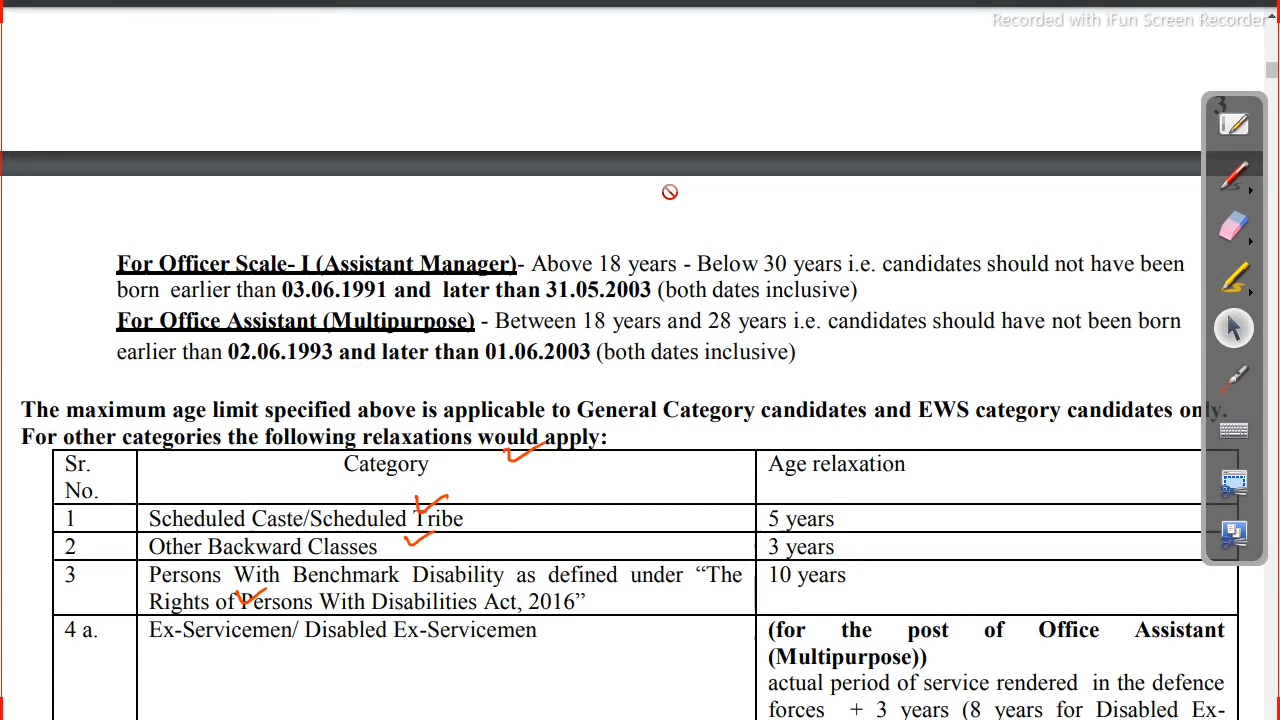 Recorded with iFun Screen Recorder
3
For Officer Scale- I (Assistant Manager)- Above 18 years - Below 30 years i.e. candidates should not have been
born earlier than 03.06.1991 and later than 31.05.2003 (both dates inclusive)
For Office Assistant (Multipurpose) - Between 18 years and 28 years i.e. candidates should have not been born
earlier than 02.06.1993 and later than 01.06.2003 (both dates inclusive)
The maximum age limit specified above is applicable to General Category candidates and EWS category candidates only.
For other categories the following relaxations would apply:
Sr. No. Category Age relaxation
1 Scheduled Caste/Scheduled Tribe 5 years
2 Other Backward Classes 3 years
3 Persons With Benchmark Disability as defined under “The 10 years
Rights of Persons With Disabilities Act, 2016”
4 a. Ex-Servicemen/ Disabled Ex-Servicemen (for the post of Office Assistant
(Multipurpose))
actual period of service rendered in the defence
forces + 3 years (8 years for Disabled Ex-